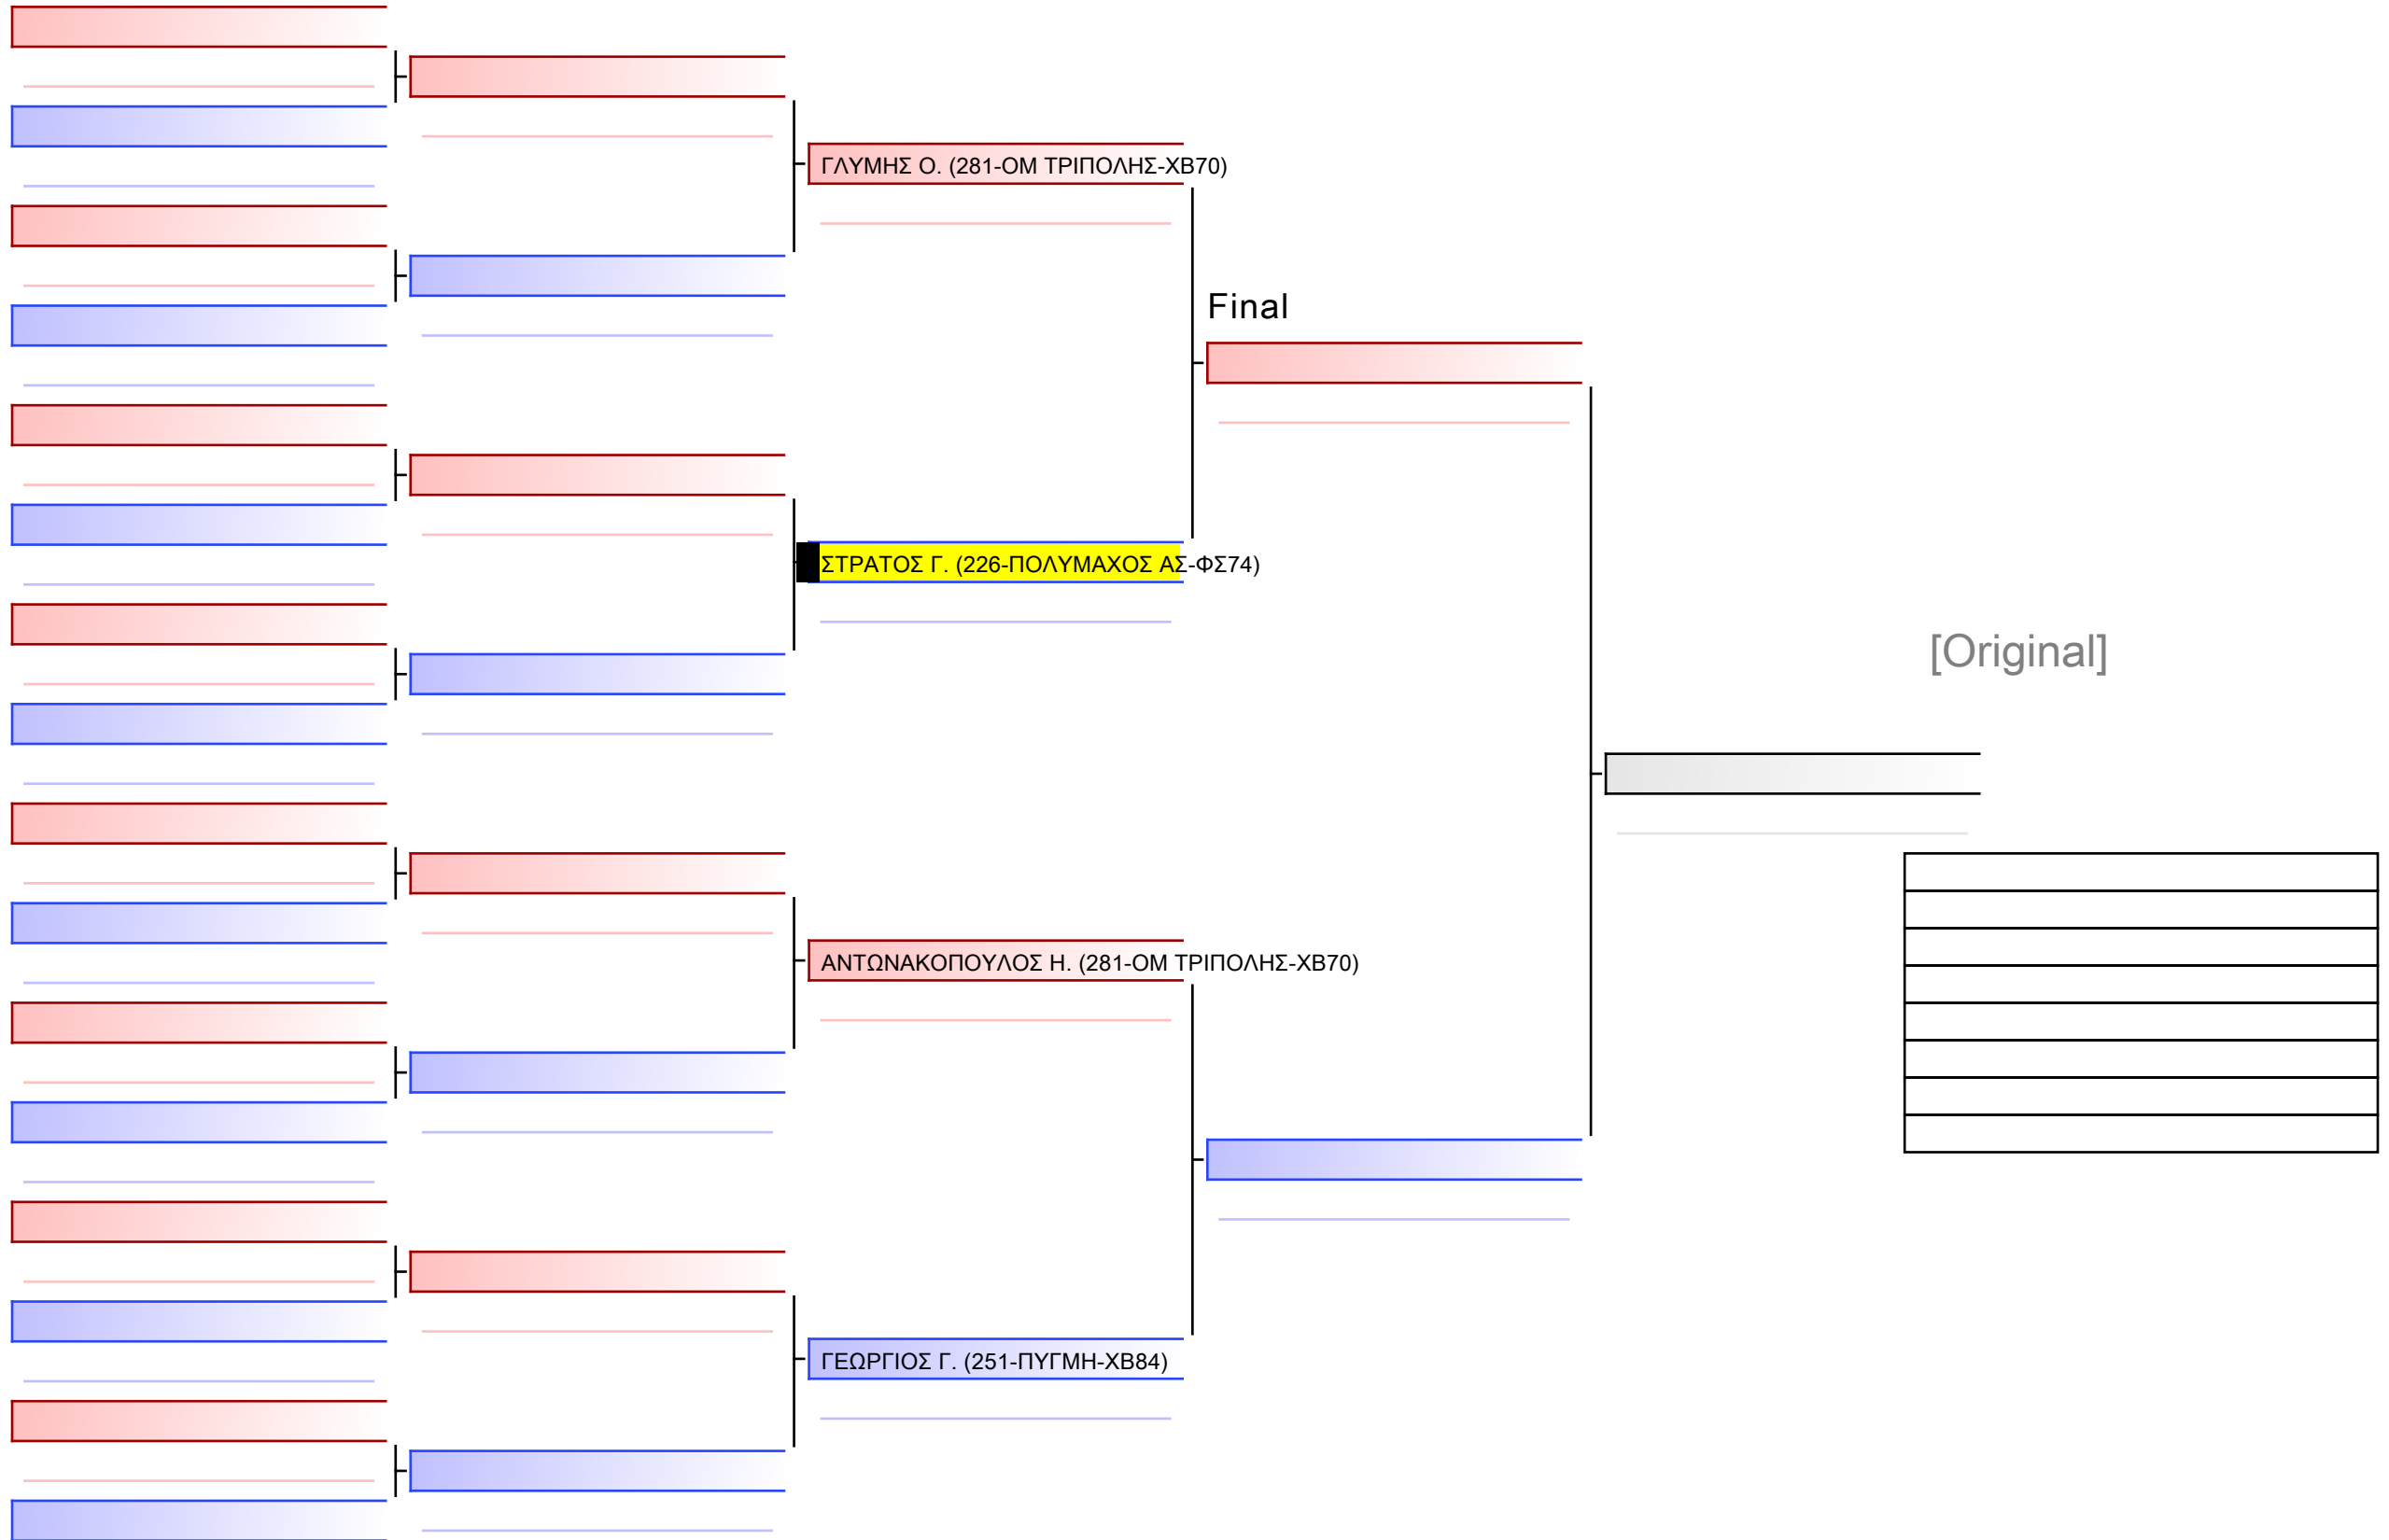 ΓΛΥΜΗΣ Ο. (281-ΟΜ ΤΡΙΠΟΛΗΣ-ΧΒ70)
Final
ΣΤΡΑΤΟΣ Γ. (226-ΠΟΛΥΜΑΧΟΣ ΑΣ-ΦΣ74)
[Original]
ΑΝΤΩΝΑΚΟΠΟΥΛΟΣ Η. (281-ΟΜ ΤΡΙΠΟΛΗΣ-ΧΒ70)
ΓΕΩΡΓΙΟΣ Γ. (251-ΠΥΓΜΗ-ΧΒ84)